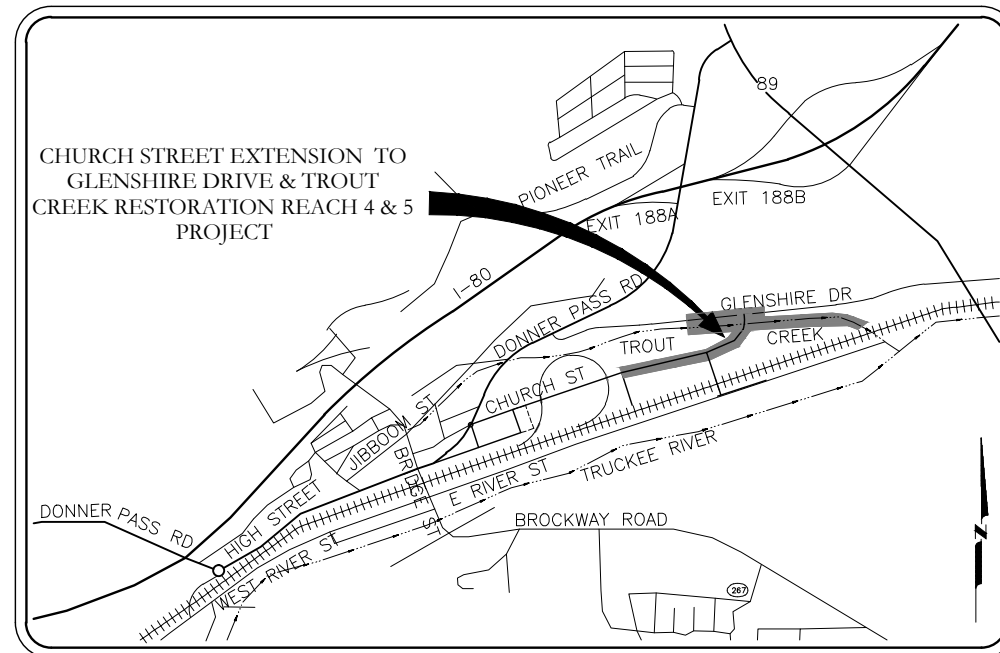 89
CHURCH STREET EXTENSION TO
GLENSHIRE DRIVE & TROUT
CREEK RESTORATION REACH 4 & 5
PROJECT
PIONEER TRAIL
EXIT 188A
EXIT 188B
I-80
GLENSHIRE DR
DONNER PASS RD
TROUT
CREEK
CHURCH ST
JIBBOOM ST
BRIDGE ST
TRUCKEE RIVER
E RIVER ST
HIGH STREET
DONNER PASS RD
BROCKWAY ROAD
WEST RIVER ST
267
N